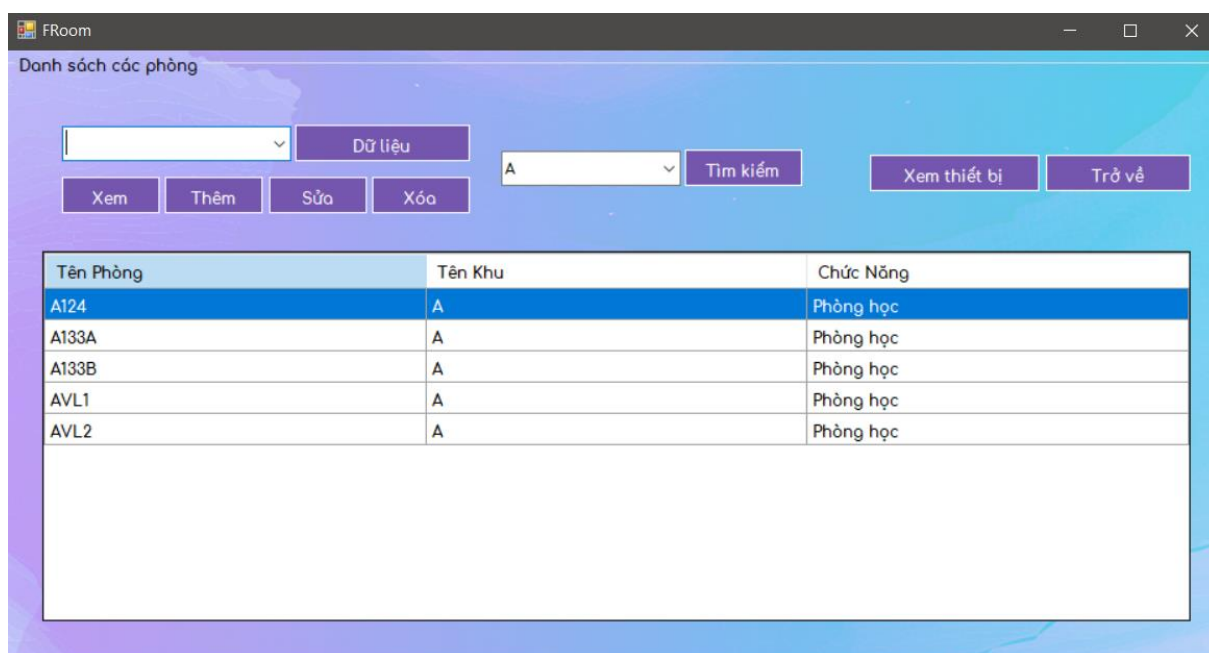 FRoom
Danh sách các phòng
Dữ liệu
A Tìm kiếm
Xem thiết bị Trở về
Xem Thêm Sửa Xóa
Tên Phòng Tên Khu Chức Năng
A124 A Phòng học
A133A A Phòng học
A133B A Phòng học
AVL1 A Phòng học
AVL2 A Phòng học